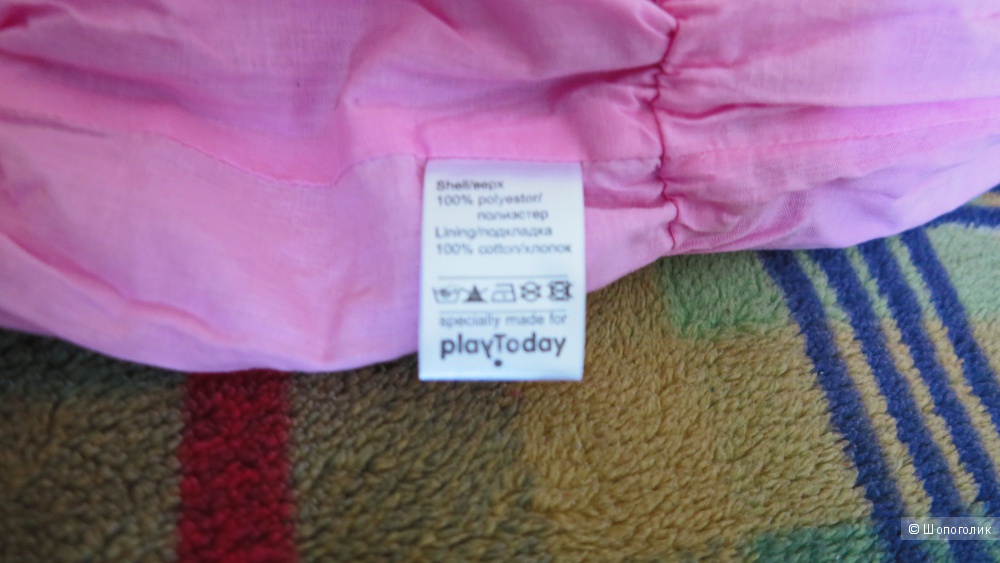 Shell/верх
100% polyester/
полиэстер
Lining/подкладка
100% cotton/хлопок
specially made for
playToday
© Шопоголик